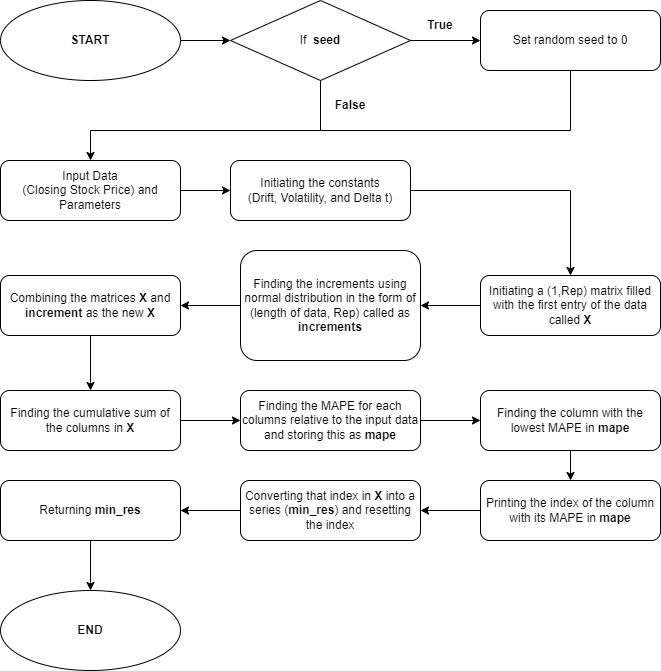 START
If seed
True
Set random seed to 0
False
Input Data
(Closing Stock Price) and
Parameters
Initiating the constants
(Drift, Volatility, and Delta t)
Initiating a (1,Rep) matrix filled
with the first entry of the data
called X
Finding the increments using
normal distribution in the form of
(length of data, Rep) called as
increments
Combining the matrices X and
increment as the new X
Finding the cumulative sum of
the columns in X
Finding the MAPE for each
columns relative to the input data
and storing this as mape
Finding the column with the
lowest MAPE in mape
Printing the index of the column
with its MAPE in mape
Converting that index in X into a
series (min_res) and resetting
the index
Returning min_res
END